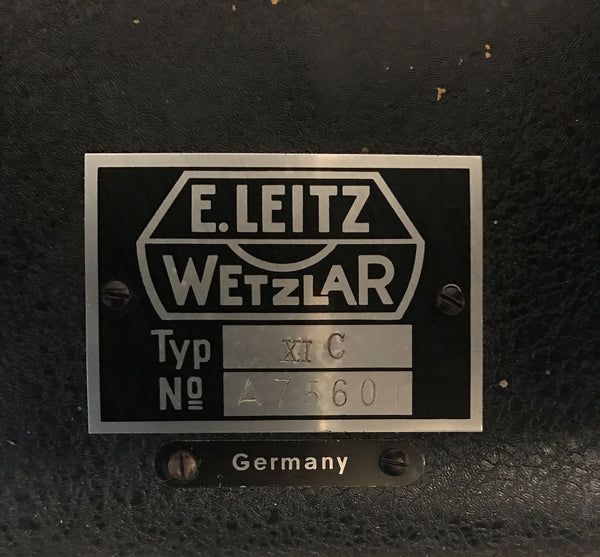 E. LEITZ
WETZLAR
Typ XI C
Nº A75601
Germany